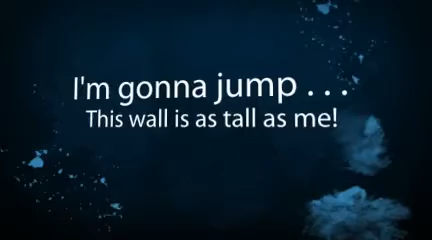 I'm gonna jump . . .
This wall is as tall as me!